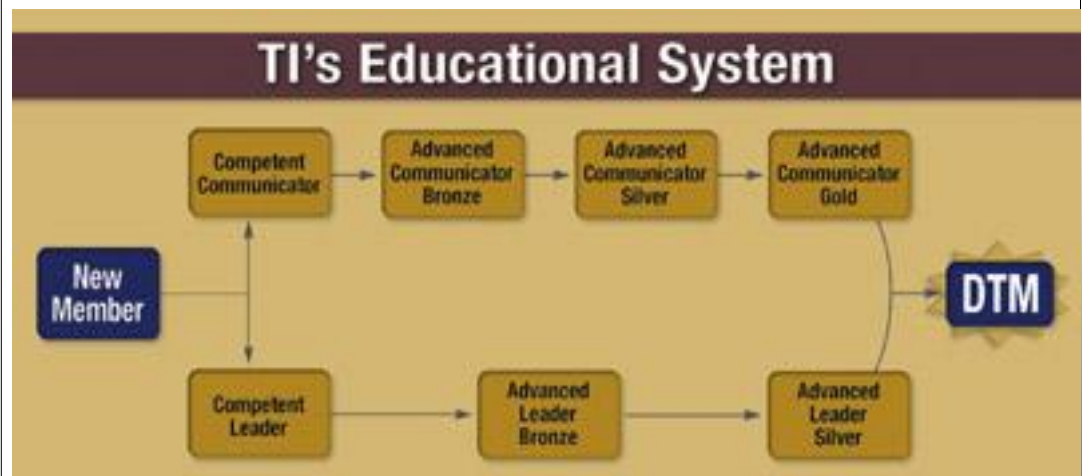 TI's Educational System
Competent
Communicator
Advanced
Communicator
Bronze
Advanced
Communicator
Silver
Advanced
Communicator
Gold
New
Member
DTM
Competent
Leader
Advanced
Leader
Bronze
Advanced
Leader
Silver